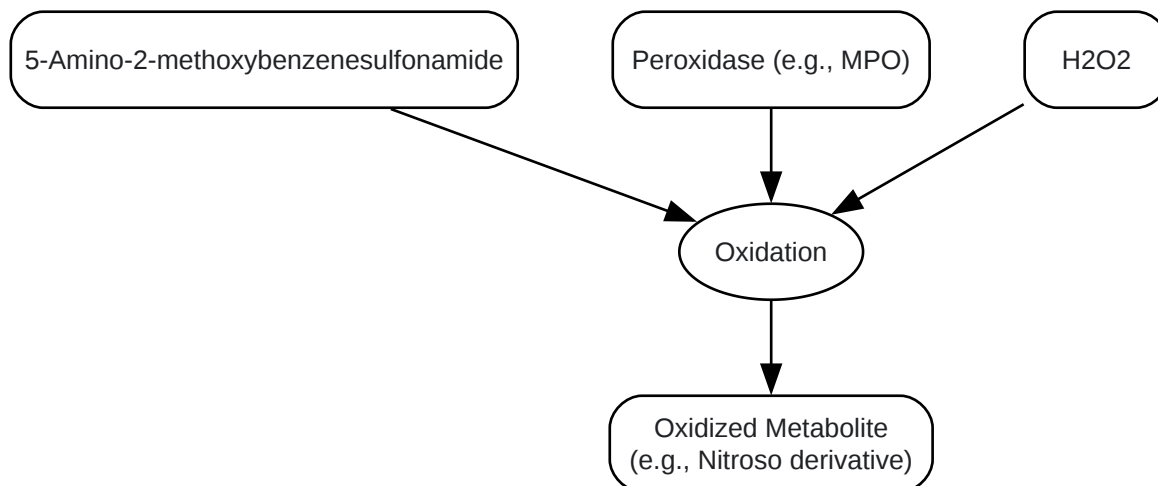 5-Amino-2-methoxybenzenesulfonamide
Peroxidase (e.g., MPO)
H2O2
Oxidation
Oxidized Metabolite
(e.g., Nitroso derivative)